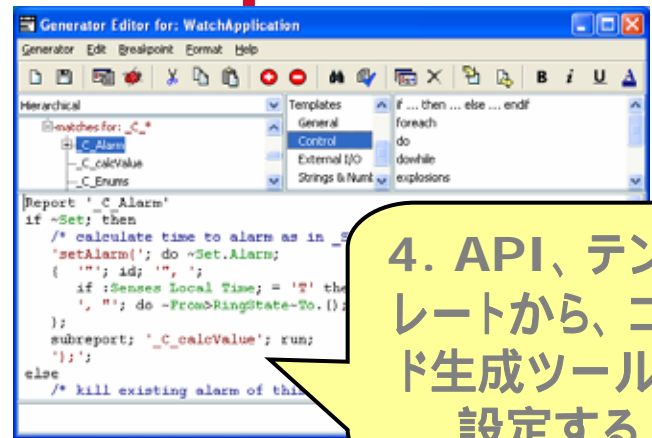 Generator Editor for: WatchApplication
Generator Edit Breakpoint Format Help
B i U A
Hierarchical
matches for: _C_*
_C_Alarm
_C_calcValue
_C_Enums
Templates
General
Control
External I/O
Strings & Numb
if ... then ... else ... endif
foreach
do
dowhile
explosions
Report '_C_Alarm'
if ~Set; then
/* calculate time to alarm as in _S
'setAlarm('; do ~Set.Alarm;
{ '"'; id; '", ';
if :Senses Local Time; = 'T' the
', "'; do ~From>RingState~To.();
};
subreport; '_C_calcValue'; run;
');';
else
/* kill existing alarm of this
4. API、テン
レートから、コ
ド生成ツール
設定する